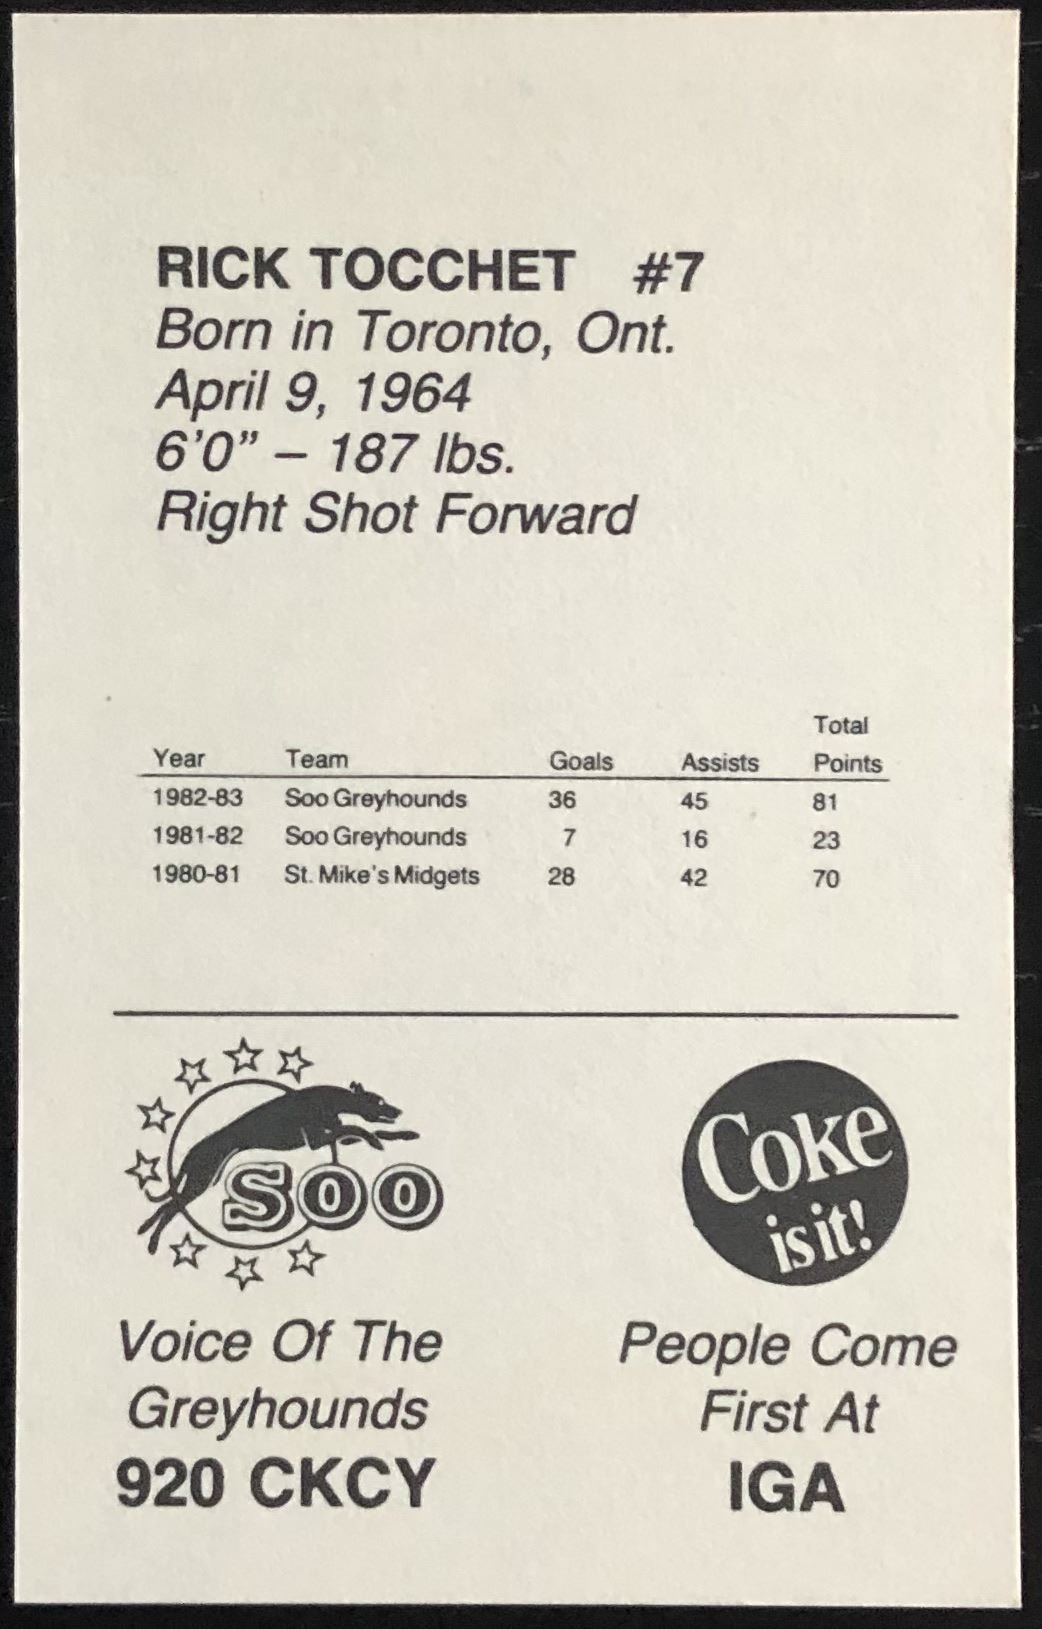 RICK TOCCHET #7
Born in Toronto, Ont.
April 9, 1964
6'0" – 187 lbs.
Right Shot Forward
Year Team Goals Assists Total Points
1982-83 Soo Greyhounds 36 45 81
1981-82 Soo Greyhounds 7 16 23
1980-81 St. Mike's Midgets 28 42 70
SOO
Voice Of The
Greyhounds
920 CKCY
Coke
is it!
People Come
First At
IGA